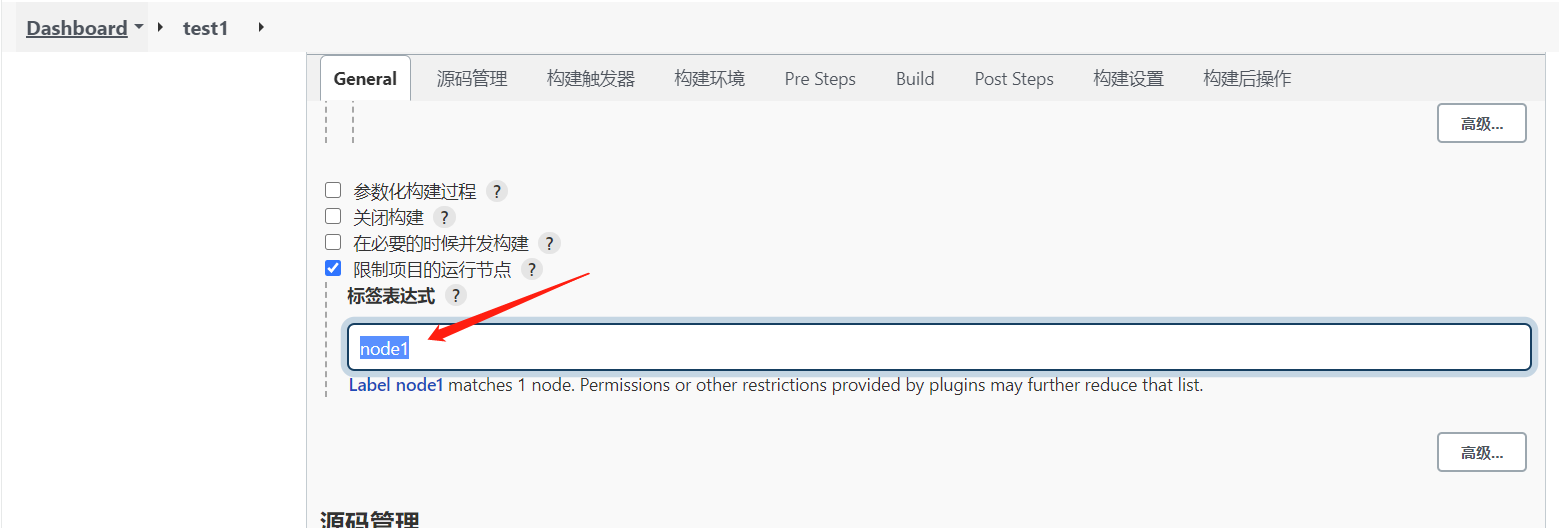 Dashboard test1
General 源码管理 构建触发器 构建环境 Pre Steps Build Post Steps 构建设置 构建后操作
高级...
参数化构建过程 ?
关闭构建 ?
在必要的时候并发构建 ?
限制项目的运行节点 ?
标签表达式 ?
node1
Label node1 matches 1 node. Permissions or other restrictions provided by plugins may further reduce that list.
高级...
源码管理